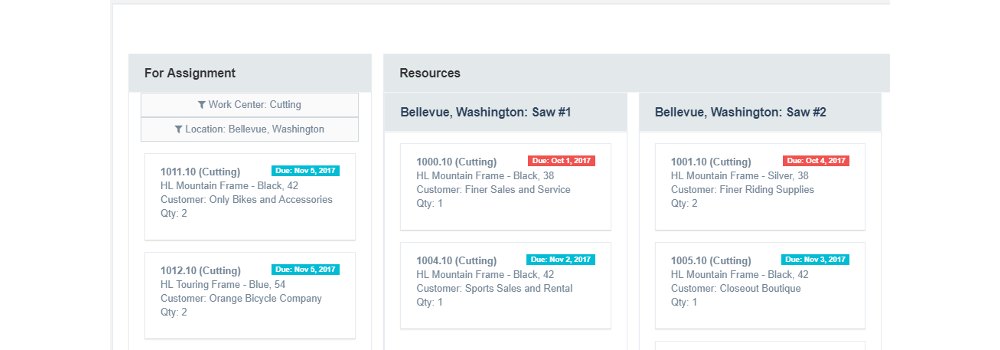 For Assignment
Work Center: Cutting
Location: Bellevue, Washington
1011.10 (Cutting) Due: Nov 5, 2017
HL Mountain Frame - Black, 42
Customer: Only Bikes and Accessories
Qty: 2
1012.10 (Cutting) Due: Nov 5, 2017
HL Touring Frame - Blue, 54
Customer: Orange Bicycle Company
Qty: 2
Resources
Bellevue, Washington: Saw #1
1000.10 (Cutting) Due: Oct 1, 2017
HL Mountain Frame - Black, 38
Customer: Finer Sales and Service
Qty: 1
1004.10 (Cutting) Due: Nov 2, 2017
HL Mountain Frame - Black, 42
Customer: Sports Sales and Rental
Qty: 1
Bellevue, Washington: Saw #2
1001.10 (Cutting) Due: Oct 4, 2017
HL Mountain Frame - Silver, 38
Customer: Finer Riding Supplies
Qty: 2
1005.10 (Cutting) Due: Nov 3, 2017
HL Mountain Frame - Black, 42
Customer: Closeout Boutique
Qty: 1